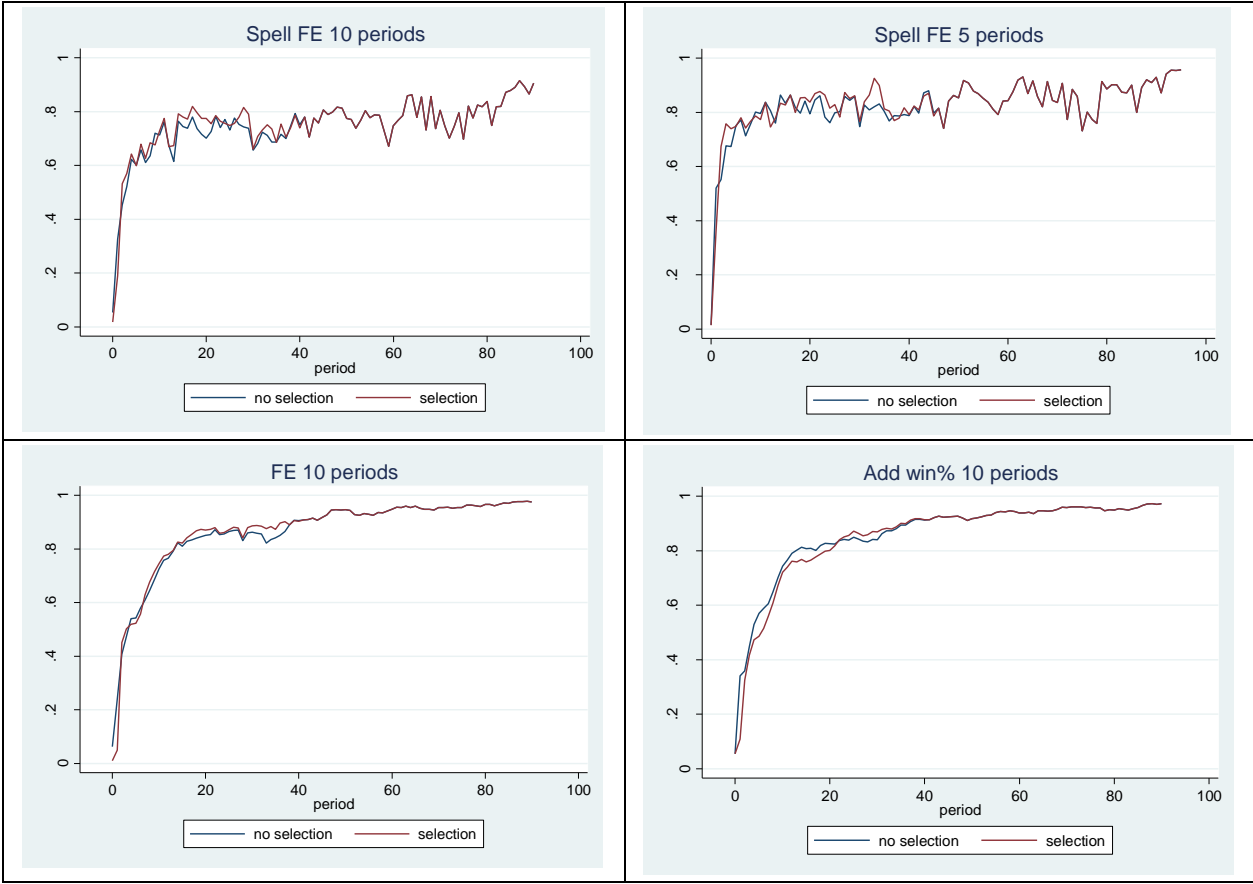 Spell FE 10 periods
1
.8
.6
.4
.2
0
0 20 40 60 80 100
period
no selection selection
Spell FE 5 periods
1
.8
.6
.4
.2
0
0 20 40 60 80 100
period
no selection selection
FE 10 periods
1
.8
.6
.4
.2
0
0 20 40 60 80 100
period
no selection selection
Add win% 10 periods
1
.8
.6
.4
.2
0
0 20 40 60 80 100
period
no selection selection